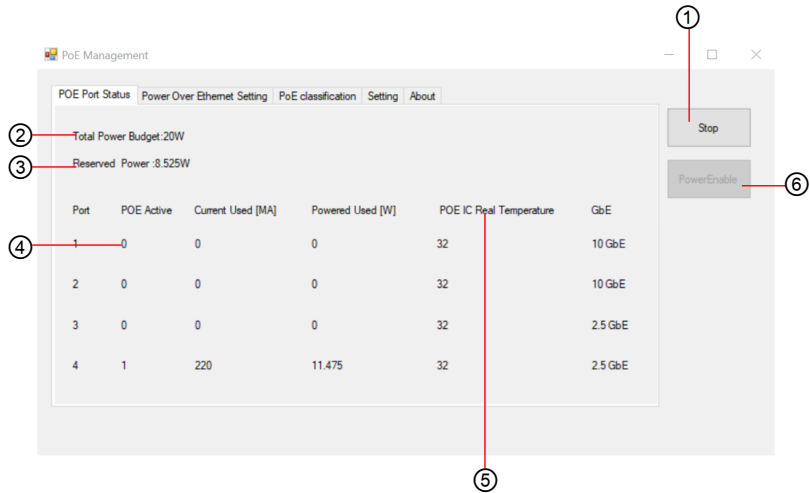 ①
PoE Management
POE Port Status Power Over Ethernet Setting PoE classification Setting About
② Total Power Budget:20W Stop
③ Reserved Power :8.525W
PowerEnable ⑥
Port POE Active Current Used [MA] Powered Used [W] POE IC Real Temperature GbE
④ 1 0 0 0 32 10 GbE
2 0 0 0 32 10 GbE
3 0 0 0 32 2.5 GbE
4 1 220 11.475 32 2.5 GbE
⑤